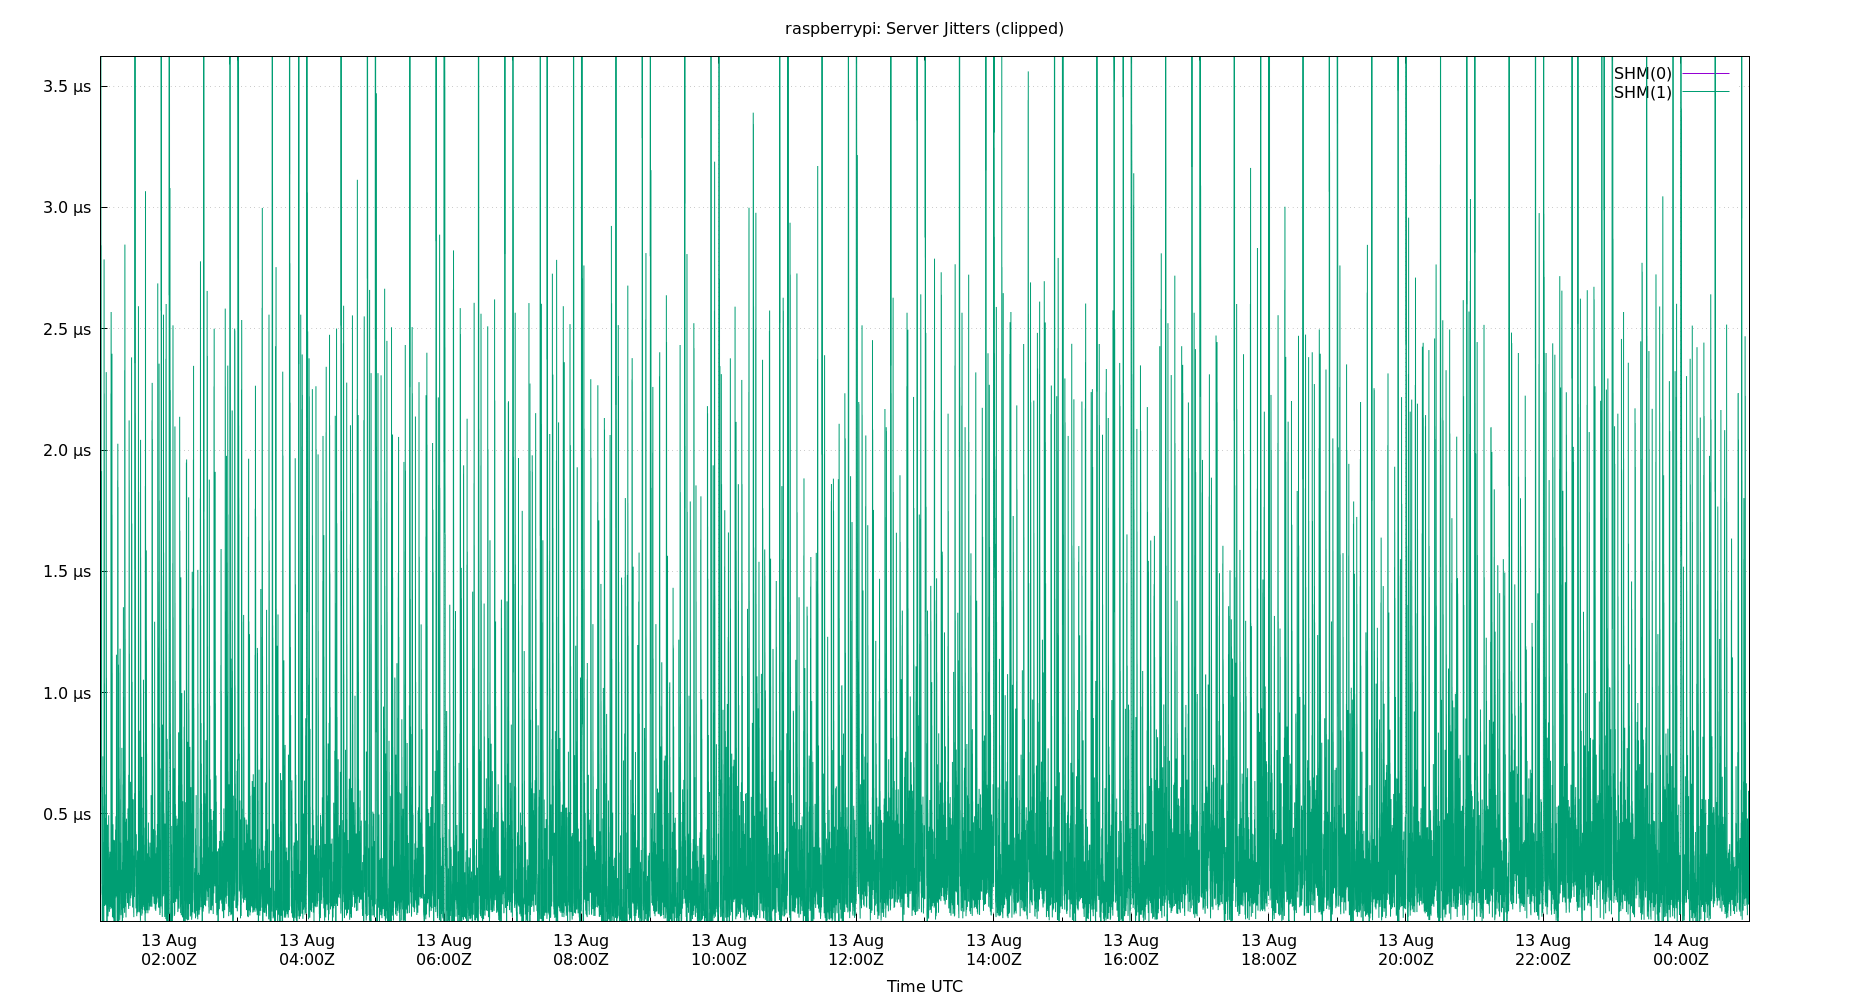 raspberrypi: Server Jitters (clipped)
SHM(0)
SHM(1)
3.5 µs
3.0 µs
2.5 µs
2.0 µs
1.5 µs
1.0 µs
0.5 µs
13 Aug 13 Aug 13 Aug 13 Aug 13 Aug 13 Aug 13 Aug 13 Aug 13 Aug 13 Aug 13 Aug 14 Aug
02:00Z 04:00Z 06:00Z 08:00Z 10:00Z 12:00Z 14:00Z 16:00Z 18:00Z 20:00Z 22:00Z 00:00Z
Time UTC